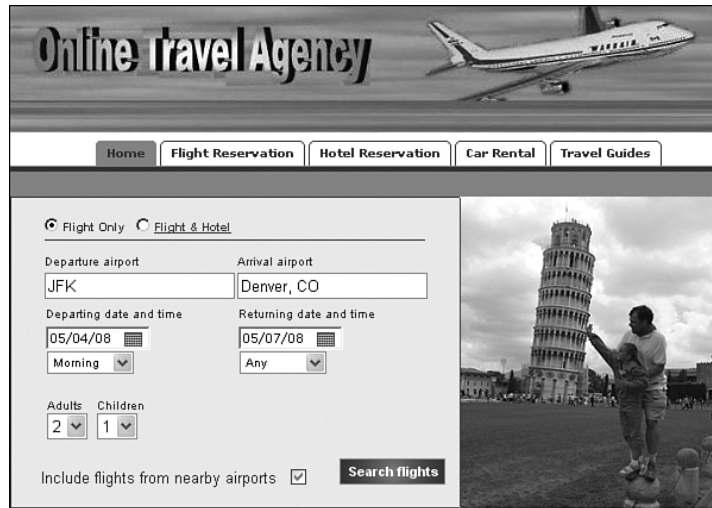 Online Travel Agency
Home Flight Reservation Hotel Reservation Car Rental Travel Guides
Flight Only Flight & Hotel
Departure airport Arrival airport
JFK Denver, CO
Departing date and time Returning date and time
05/04/08 05/07/08
Morning Any
Adults Children
2 1
Include flights from nearby airports Search flights